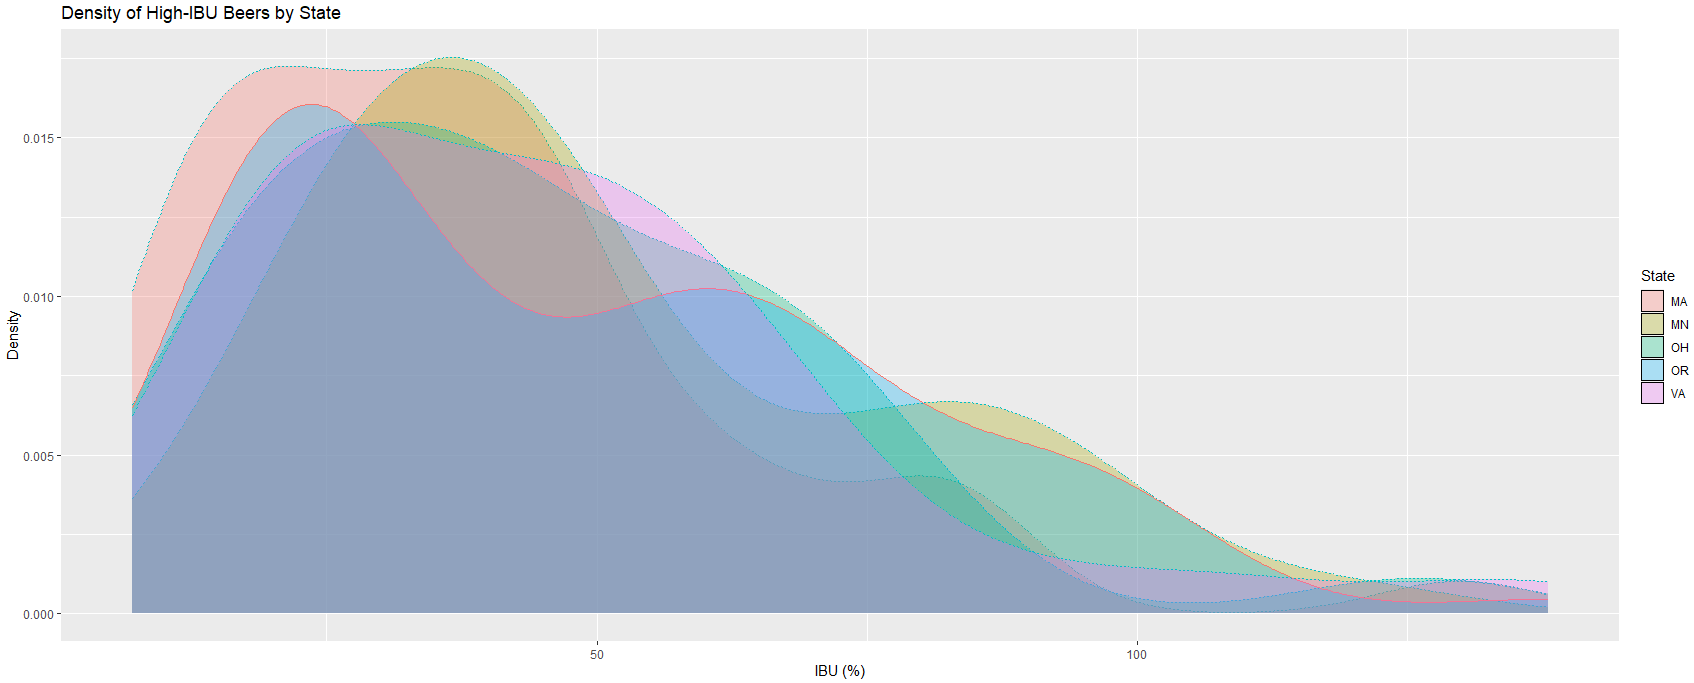 Density of High-IBU Beers by State
Density
0.015
0.010
0.005
0.000
50
100
IBU (%)
State
MA
MN
OH
OR
VA